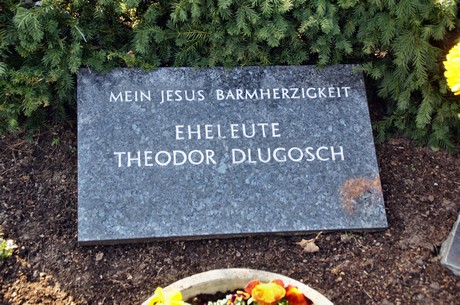 MEIN JESUS BARMHERZIGKEIT
EHELEUTE
THEODOR DLUGOSCH